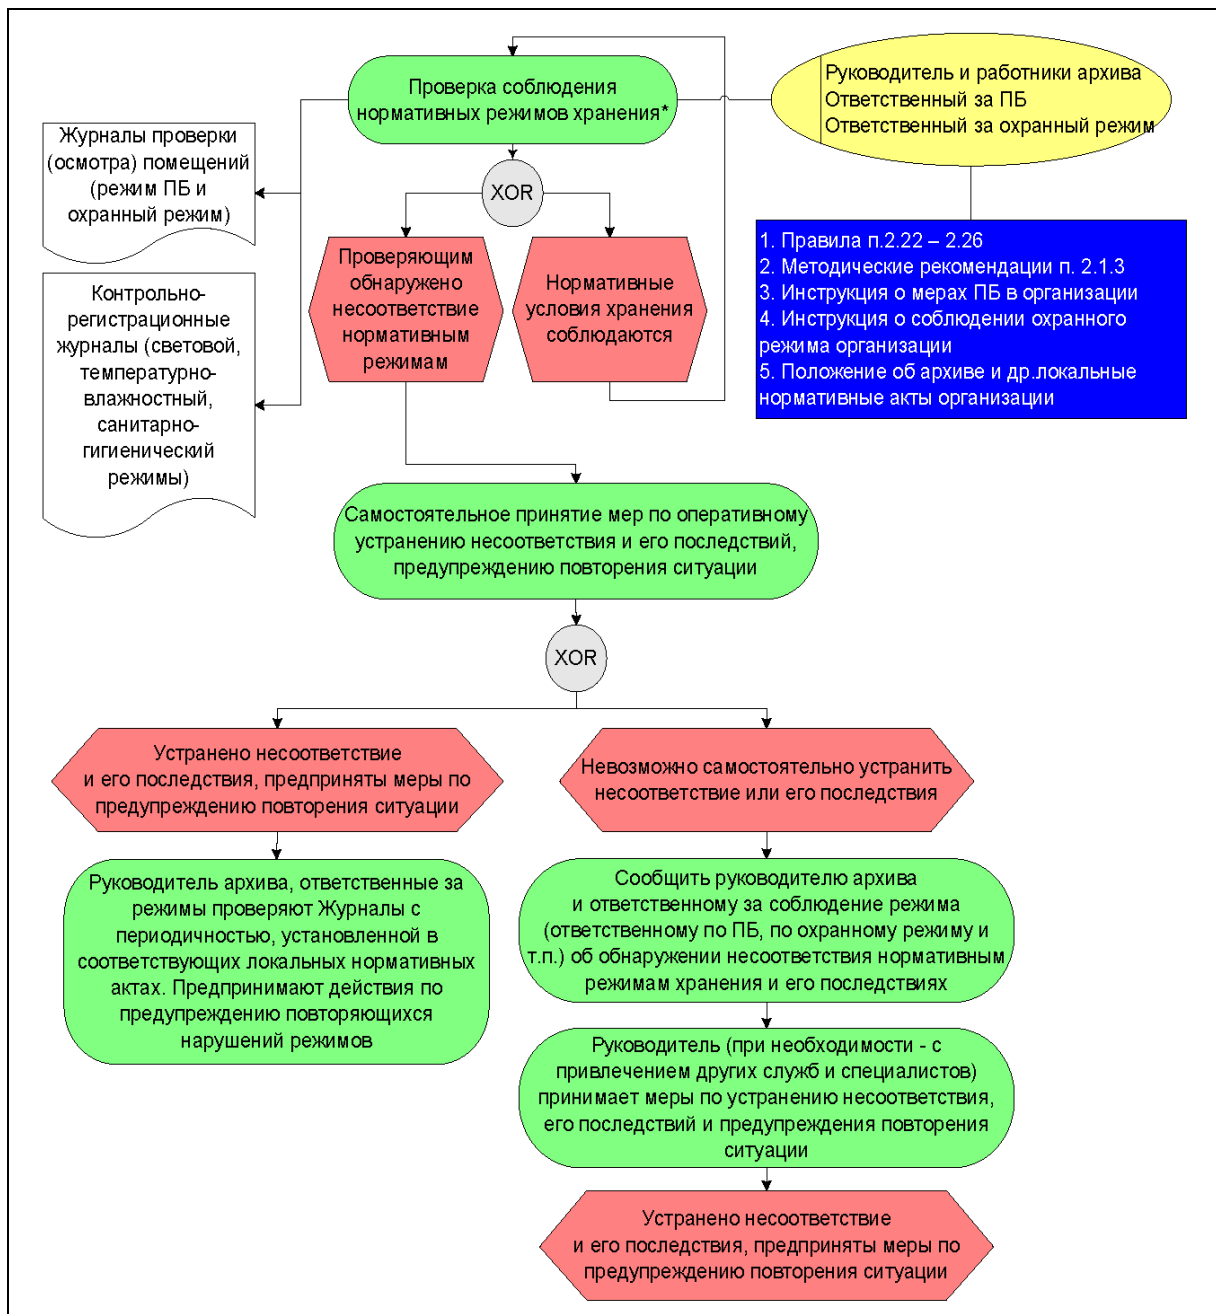 Проверка соблюдения
нормативных режимов хранения*
Руководитель и работники архива
Ответственный за ПБ
Ответственный за охранный режим
Журналы проверки
(осмотра) помещений
(режим ПБ и
охранный режим)
XOR
1. Правила п.2.22 – 2.26
2. Методические рекомендации п. 2.1.3
3. Инструкция о мерах ПБ в организации
4. Инструкция о соблюдении охранного
режима организации
5. Положение об архиве и др.локальные
нормативные акты организации
Проверяющим
обнаружено
несоответствие
нормативным
режимам
Нормативные
условия хранения
соблюдаются
Контрольно-
регистрационные
журналы (световой,
температурно-
влажностный,
санитарно-
гигиенический
режимы)
Самостоятельное принятие мер по оперативному
устранению несоответствия и его последствий,
предупреждению повторения ситуации
XOR
Устранено несоответствие
и его последствия, предприняты меры по
предупреждению повторения ситуации
Невозможно самостоятельно устранить
несоответствие или его последствия
Руководитель архива, ответственные за
режимы проверяют Журналы с
периодичностью, установленной в
соответствующих локальных нормативных
актах. Предпринимают действия по
предупреждению повторяющихся
нарушений режимов
Сообщить руководителю архива
и ответственному за соблюдение режима
(ответственному по ПБ, по охранному режиму и
т.п.) об обнаружении несоответствия нормативным
режимам хранения и его последствиях
Руководитель (при необходимости - с
привлечением других служб и специалистов)
принимает меры по устранению несоответствия,
его последствий и предупреждения повторения
ситуации
Устранено несоответствие
и его последствия, предприняты меры по
предупреждению повторения ситуации